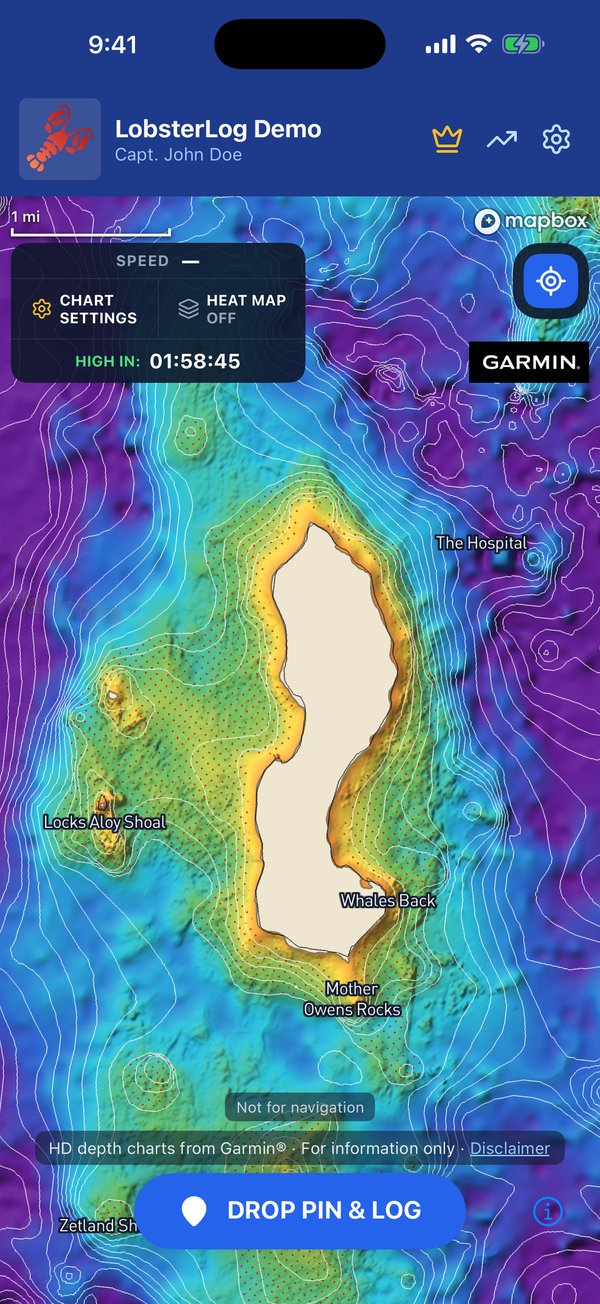 9:41
LobsterLog Demo
Capt. John Doe
1 mi
mapbox
SPEED —
CHART
SETTINGS
HEAT MAP
OFF
HIGH IN: 01:58:45
GARMIN®
The Hospital
Locks Aloy Shoal
Whales Back
Mother
Owens Rocks
Not for navigation
HD depth charts from Garmin® · For information only · Disclaimer
DROP PIN & LOG
Zetland Sh